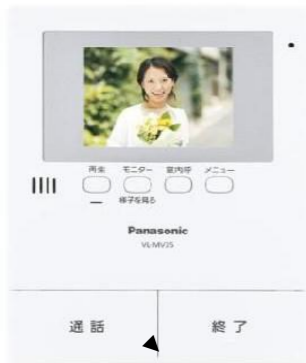 再生 モニター 室内呼 メニュー
様子を見る
Panasonic
VL-MV35
通話 終了